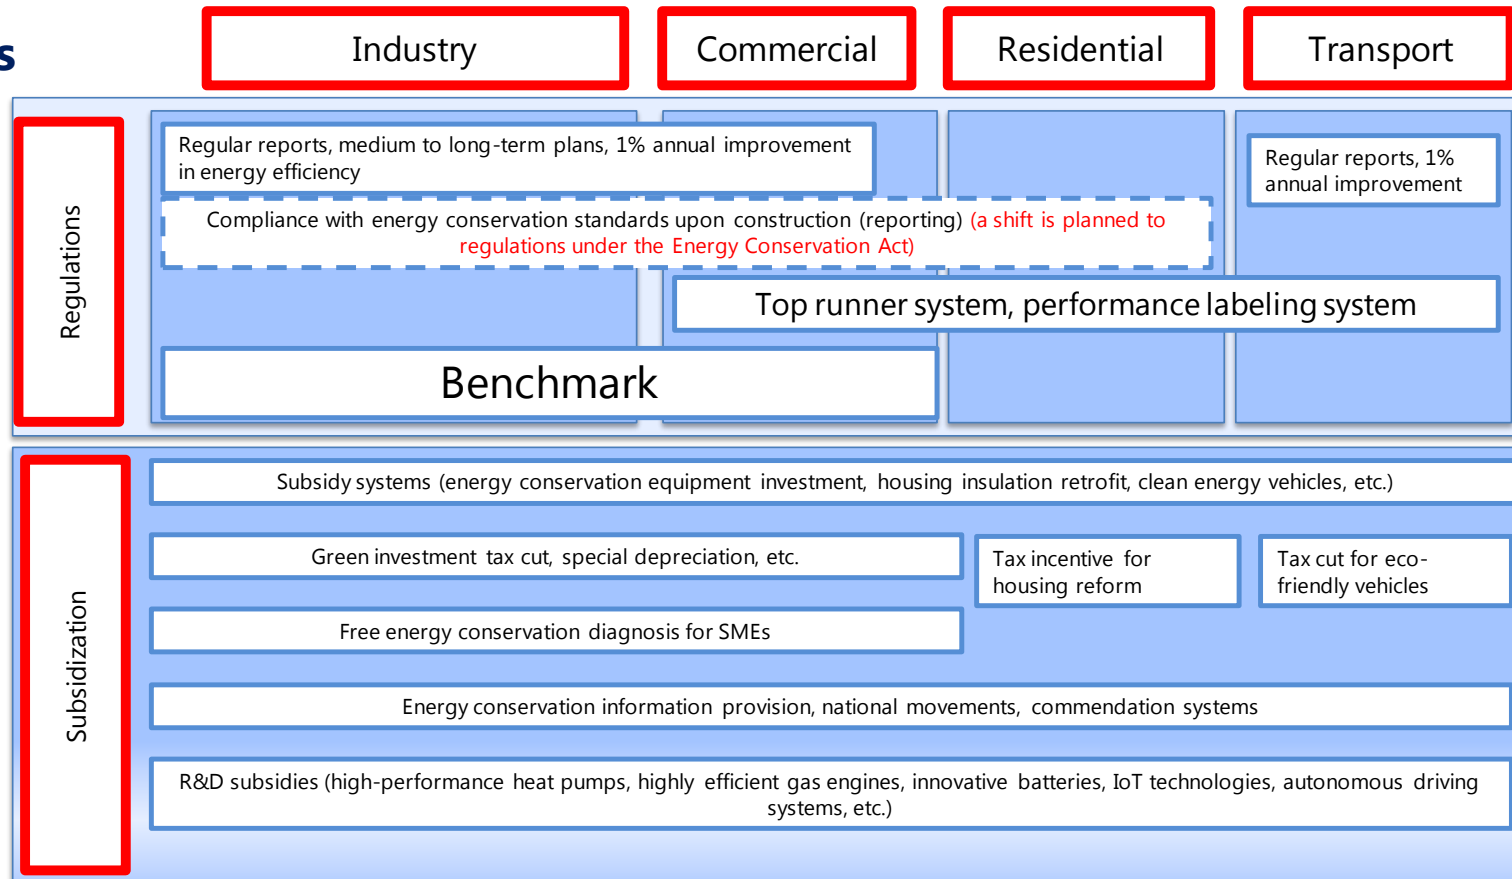 s
Industry
Commercial
Residential
Transport
Regulations
Regular reports, medium to long-term plans, 1% annual improvement
in energy efficiency
Regular reports, 1%
annual improvement
Compliance with energy conservation standards upon construction (reporting) (a shift is planned to
regulations under the Energy Conservation Act)
Top runner system, performance labeling system
Benchmark
Subsidization
Subsidy systems (energy conservation equipment investment, housing insulation retrofit, clean energy vehicles, etc.)
Green investment tax cut, special depreciation, etc.
Tax incentive for
housing reform
Tax cut for eco-
friendly vehicles
Free energy conservation diagnosis for SMEs
Energy conservation information provision, national movements, commendation systems
R&D subsidies (high-performance heat pumps, highly efficient gas engines, innovative batteries, IoT technologies, autonomous driving
systems, etc.)